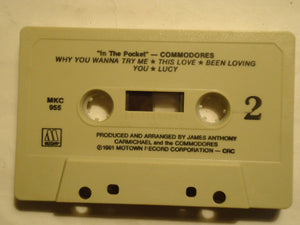 "In The Pocket" — COMMODORES
WHY YOU WANNA TRY ME ★ THIS LOVE ★ BEEN LOVING
YOU ★ LUCY
MKC
955
2
PRODUCED AND ARRANGED BY JAMES ANTHONY
CARMICHAEL and the COMMODORES
℗1981 MOTOWN RECORD CORPORATION — CRC